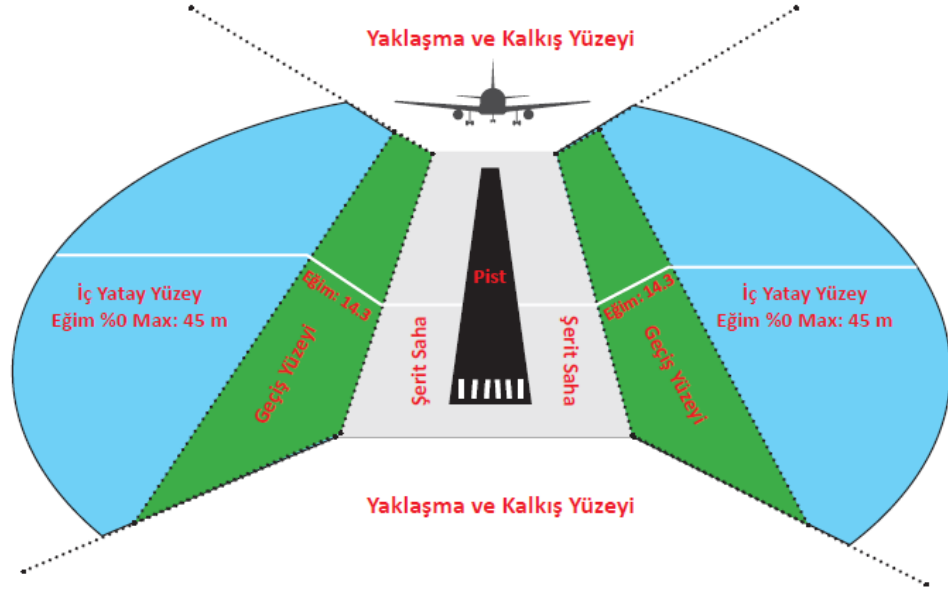 Yaklaşma ve Kalkış Yüzeyi
Pist
İç Yatay Yüzey
Eğim %0 Max: 45 m
Eğim: 14.3
Geçiş Yüzeyi
Şerit Saha
Şerit Saha
Eğim: 14.3
Geçiş Yüzeyi
İç Yatay Yüzey
Eğim %0 Max: 45 m
Yaklaşma ve Kalkış Yüzeyi